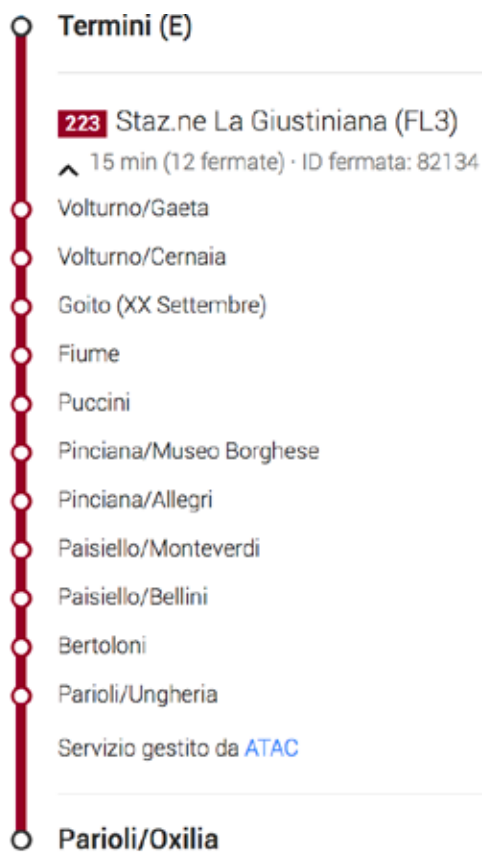 Termini (E)
223 Staz.ne La Giustiniana (FL3)
15 min (12 fermate) · ID fermata: 82134
Volturno/Gaeta
Volturno/Cernaia
Goito (XX Settembre)
Fiume
Puccini
Pinciana/Museo Borghese
Pinciana/Allegri
Paisiello/Monteverdi
Paisiello/Bellini
Bertoloni
Parioli/Ungheria
Servizio gestito da ATAC
Parioli/Oxilia